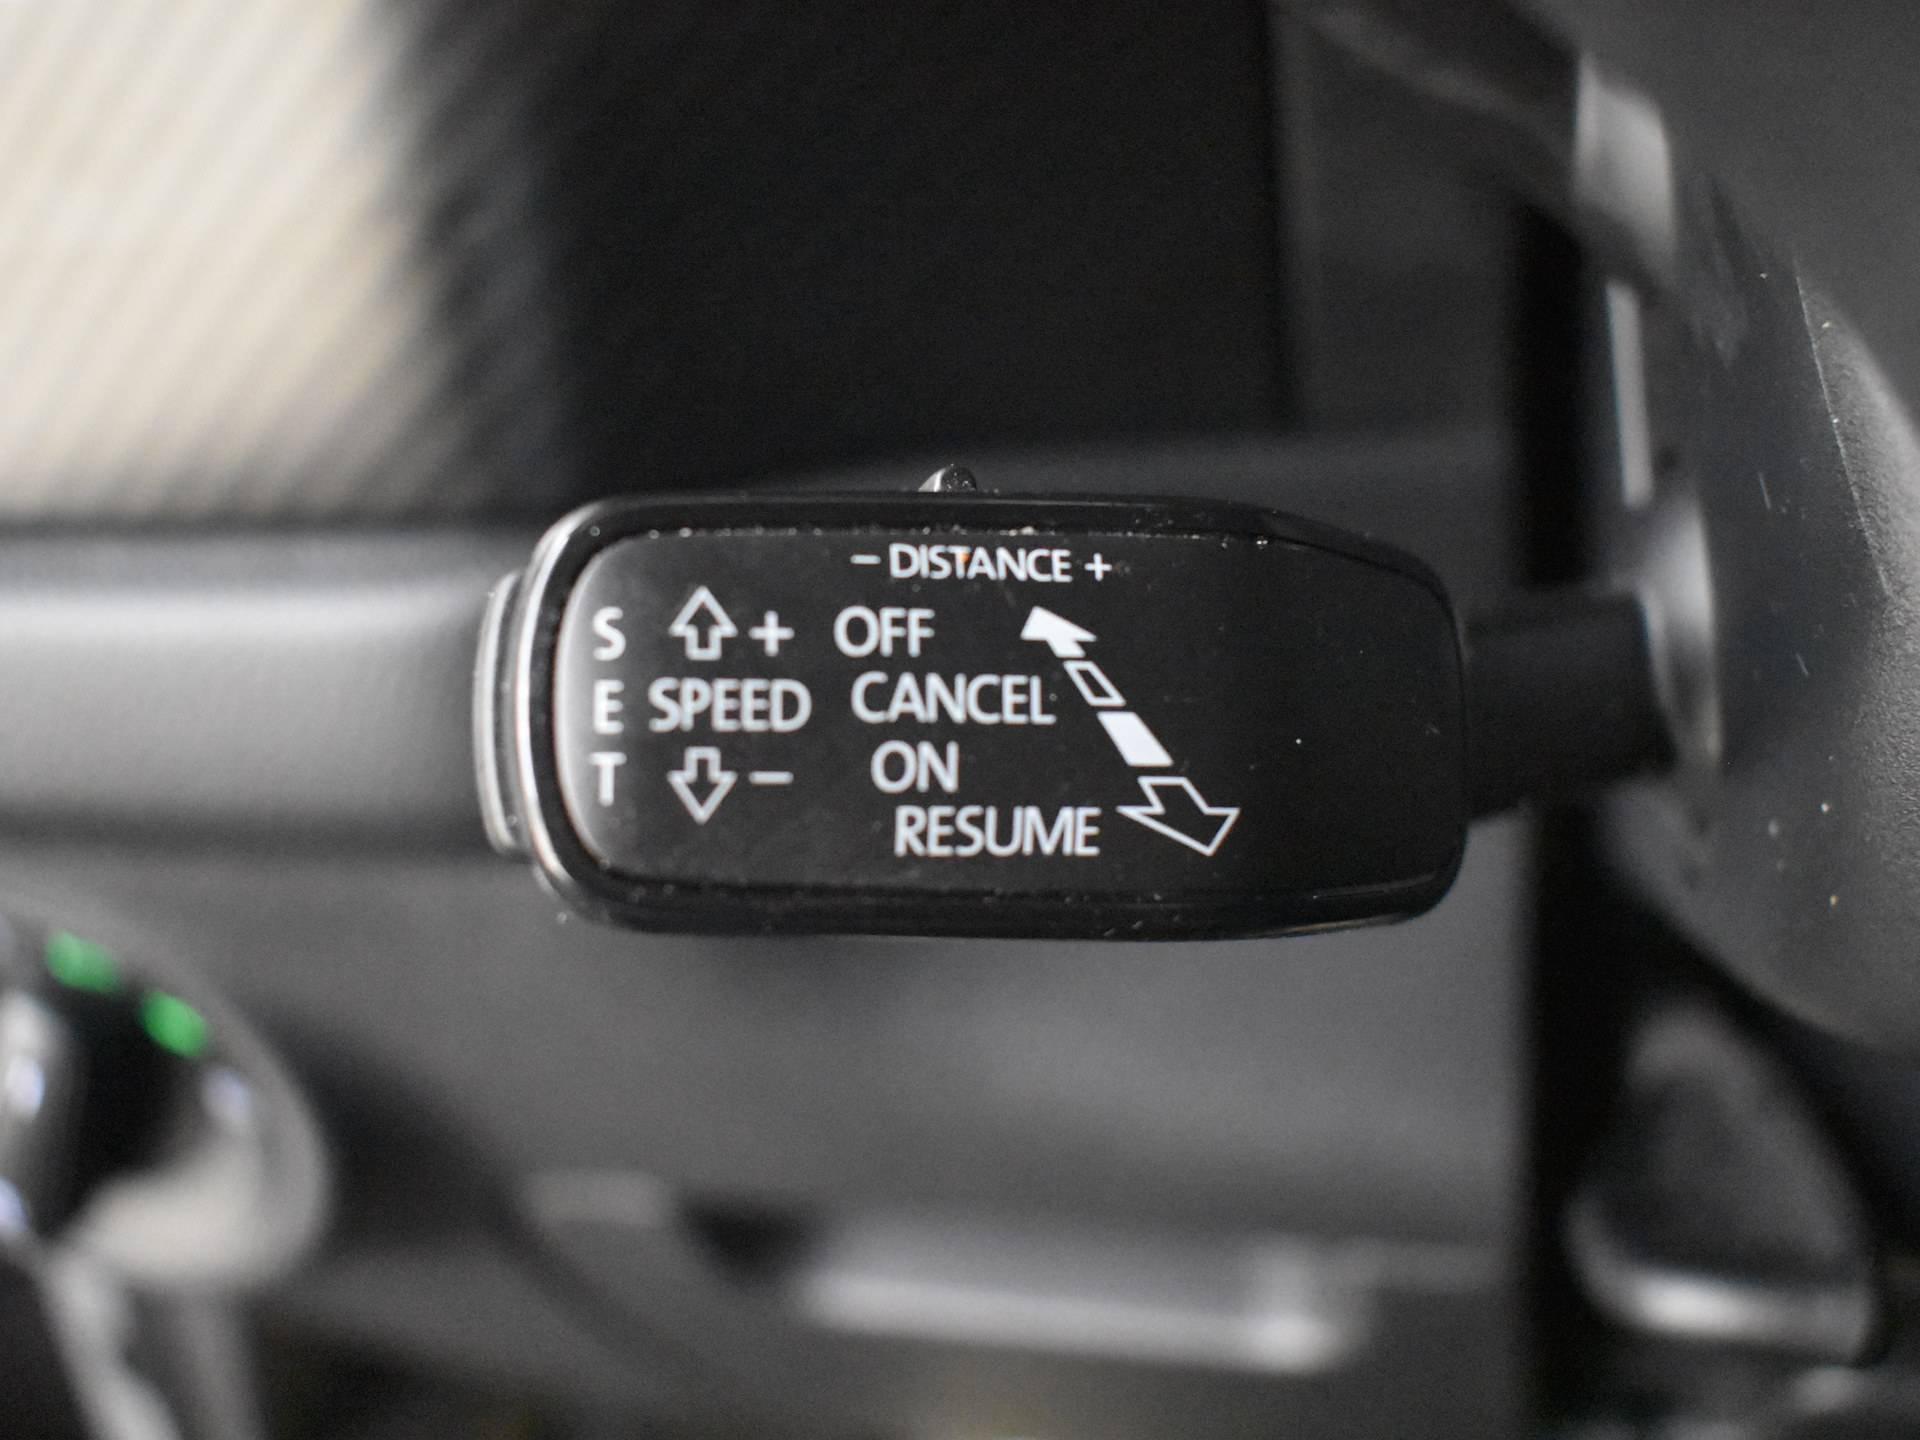 - DISTANCE +
S + OFF
E SPEED CANCEL
T - ON
RESUME